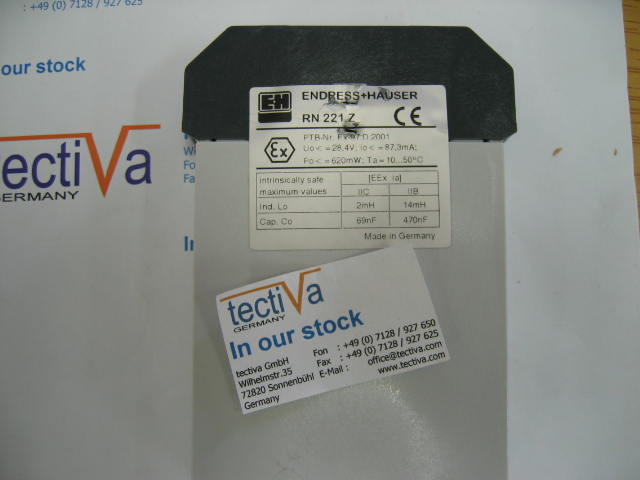 : +49 (0) 7128 / 927 625
our stock
tectiVa
GERMANY
EH
ENDRESS+HAUSER
RN 221 Z
CE
Ex
PTB-Nr. Ex-97.D.2001
Uo<=28,4V; Io<=87,3mA;
Po<=620mW; Ta=10...50°C
intrinsically safe [EEx ia]
maximum values IIC IIB
Ind. Lo 2mH 14mH
Cap. Co 69nF 470nF
Made in Germany
tectiVa
GERMANY
In our stock
tectiva GmbH
Wilhelmstr.35
72820 Sonnenbühl
Germany
Fon : +49 (0) 7128 / 927 650
Fax : +49 (0) 7128 / 927 625
E-Mail : office@tectiva.com
www.tectiva.com